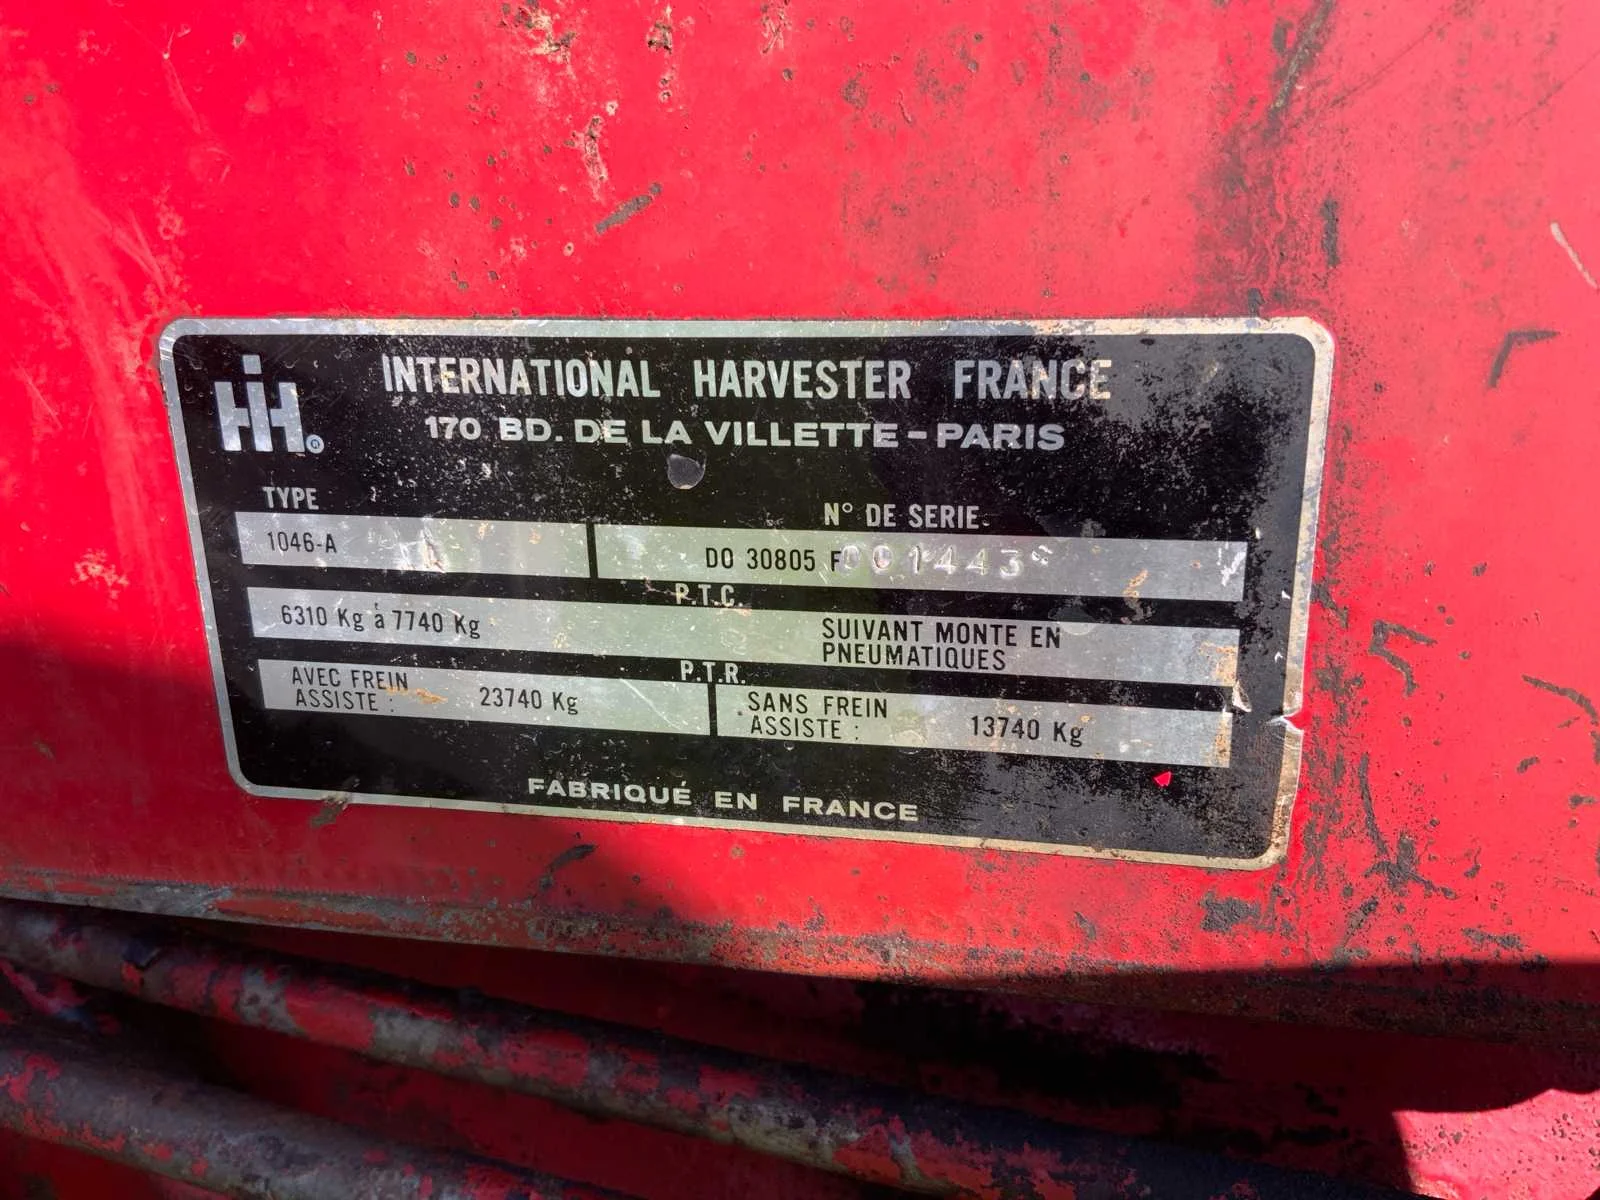 IH®
INTERNATIONAL HARVESTER FRANCE
170 BD. DE LA VILLETTE – PARIS
TYPE
N° DE SERIE
1046-A
DO 30805 F001443
P.T.C.
6310 Kg à 7740 Kg
SUIVANT MONTE EN
PNEUMATIQUES
P.T.R.
AVEC FREIN
ASSISTE :
23740 Kg
SANS FREIN
ASSISTE :
13740 Kg
FABRIQUÉ EN FRANCE